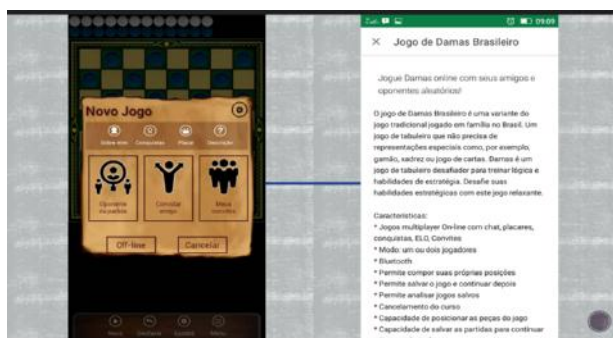 Novo Jogo
Sobre mim Conquistas Placar Descrição
Oponente
da partida
Convidar
amigo
Meus
convites
Off-line
Cancelar
Novo Desfazer Menu
09:09
× Jogo de Damas Brasileiro
Jogue Damas online com seus amigos e
oponentes aleatórios!
O jogo de Damas Brasileiro é uma variante do
jogo tradicional jogado em família no Brasil. Um
jogo de tabuleiro que não precisa de
representações especiais como, por exemplo,
gamão, xadrez ou jogo de cartas. Damas é um
jogo de tabuleiro desafiador para treinar lógica e
habilidades de estratégia. Desafie suas
habilidades estratégicas com este jogo relaxante.
Características:
* Jogos multiplayer On-line com chat, placares,
conquistas, ELO, Convites
* Modo: um ou dois jogadores
* Bluetooth
* Permite compor suas próprias posições
* Permite salvar o jogo e continuar depois
* Permite analisar jogos salvos
* Cancelamento do curso
* Capacidade de posicionar as peças do jogo
* Capacidade de salvar as partidas para continuar